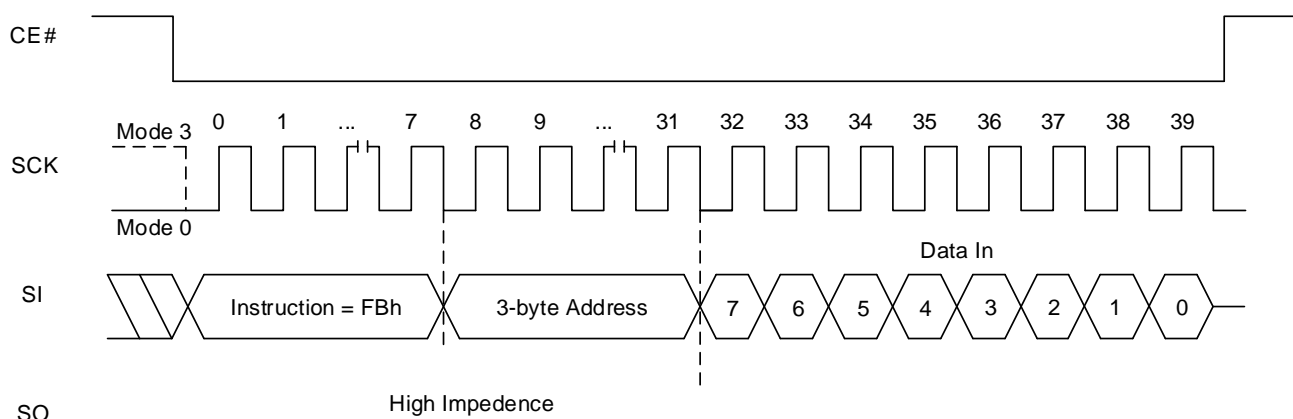 CE#
0 1 ... 7 8 9 ... 31 32 33 34 35 36 37 38 39
Mode 3
SCK
Mode 0
Data In
SI
Instruction = FBh 3-byte Address 7 6 5 4 3 2 1 0
High Impedence
SO